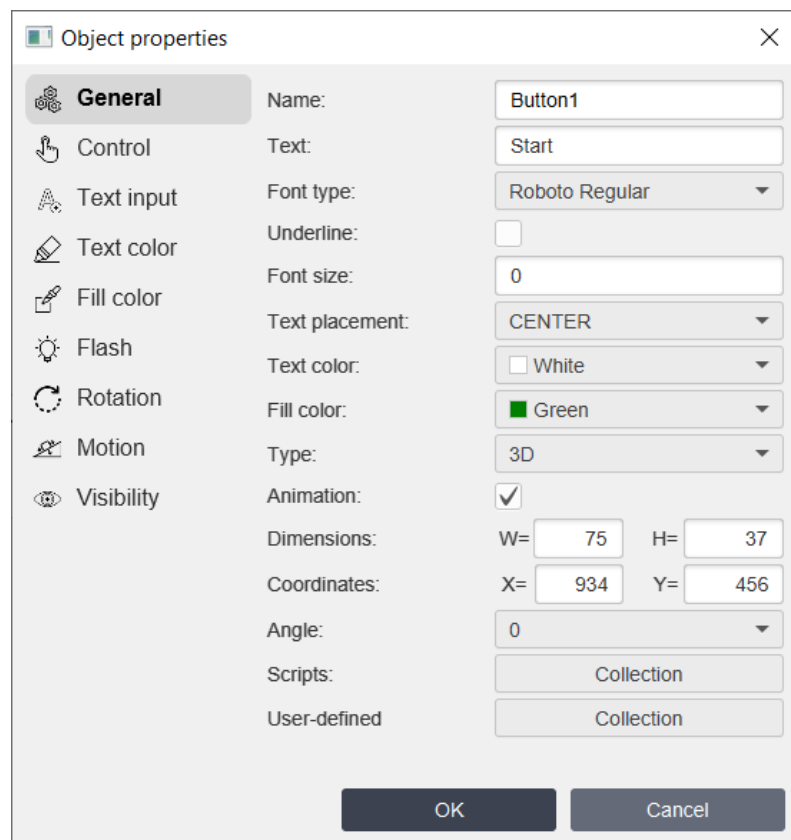 Object properties
General
Control
Text input
Text color
Fill color
Flash
Rotation
Motion
Visibility
Name: Button1
Text: Start
Font type: Roboto Regular
Underline:
Font size: 0
Text placement: CENTER
Text color: White
Fill color: Green
Type: 3D
Animation:
Dimensions: W= 75 H= 37
Coordinates: X= 934 Y= 456
Angle: 0
Scripts: Collection
User-defined Collection
OK Cancel